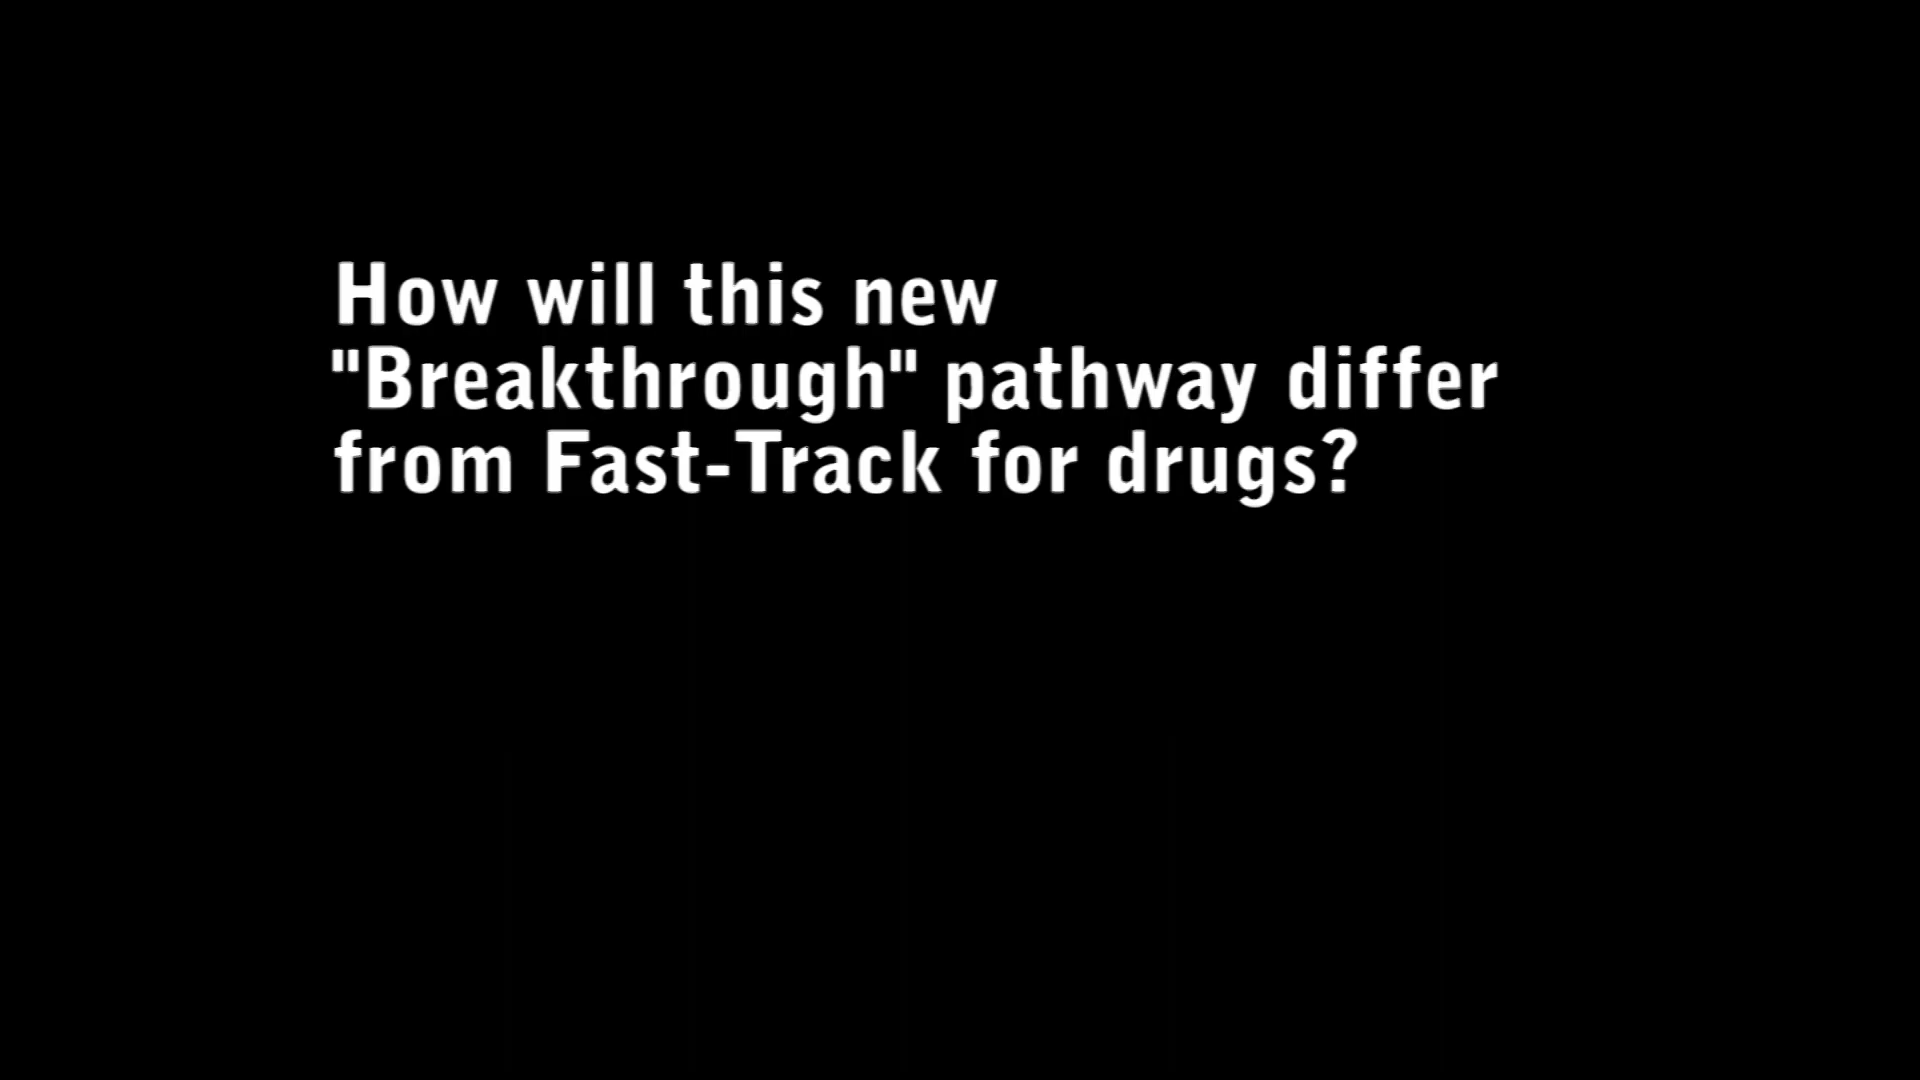 How will this new
"Breakthrough" pathway differ
from Fast-Track for drugs?